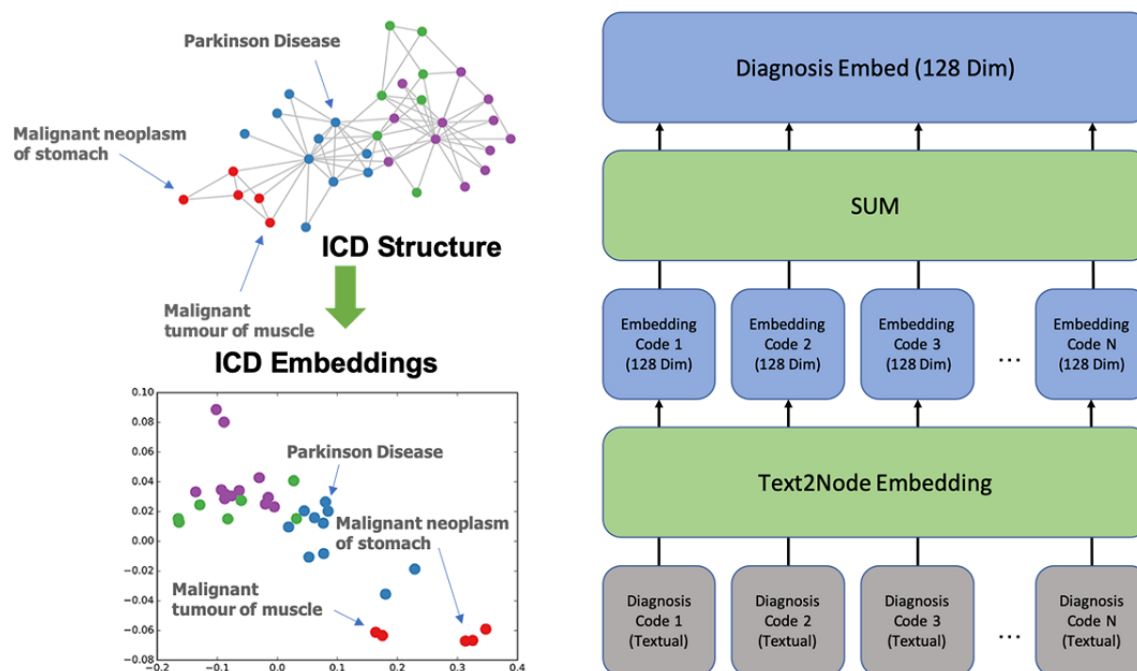 Parkinson Disease
Malignant neoplasm
of stomach
ICD Structure
Malignant
tumour of muscle
ICD Embeddings
0.10
0.08
0.06
0.04
0.02
0.00
−0.02
−0.04
−0.06
−0.08
−0.2
−0.1
0.0
0.1
0.2
0.3
0.4
Parkinson Disease
Malignant neoplasm
of stomach
Malignant
tumour of muscle
Diagnosis Embed (128 Dim)
SUM
Embedding
Code 1
(128 Dim)
Embedding
Code 2
(128 Dim)
Embedding
Code 3
(128 Dim)
...
Embedding
Code N
(128 Dim)
Text2Node Embedding
Diagnosis
Code 1
(Textual)
Diagnosis
Code 2
(Textual)
Diagnosis
Code 3
(Textual)
...
Diagnosis
Code N
(Textual)